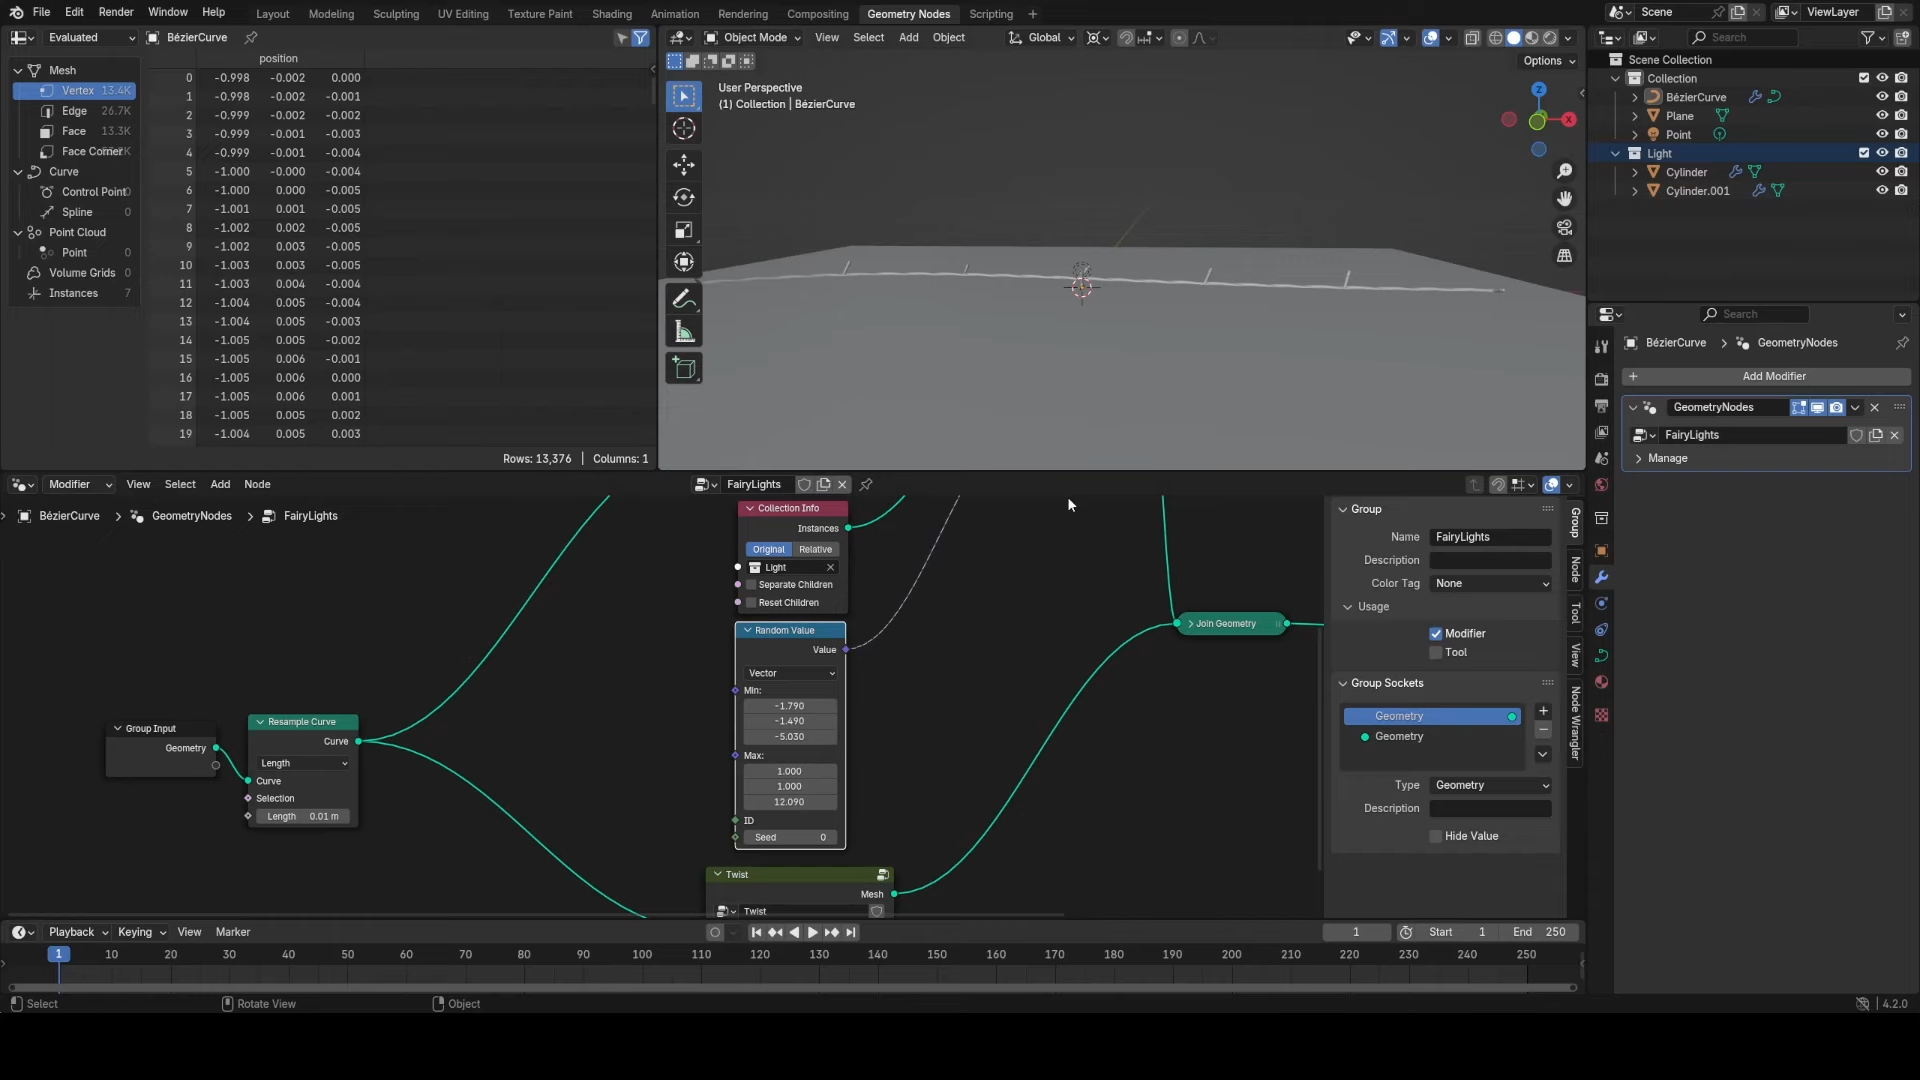 File Edit Render Window Help Layout Modeling Sculpting UV Editing Texture Paint Shading Animation Rendering Compositing Geometry Nodes Scripting + Scene ViewLayer
Evaluated BézierCurve
Object Mode View Select Add Object Global
Search
Options
position
Mesh
Vertex 13.4K
Edge 26.7K
Face 13.3K
Face Corner
Curve
Control Point 0
Spline 0
Point Cloud
Point 0
Volume Grids
Instances 7
0 -0.998 -0.002 0.000
1 -0.998 -0.002 -0.001
2 -0.999 -0.002 -0.002
3 -0.999 -0.001 -0.003
4 -0.999 -0.001 -0.004
5 -1.000 -0.000 -0.004
6 -1.000 0.000 -0.005
7 -1.001 0.001 -0.005
8 -1.002 0.002 -0.005
9 -1.002 0.003 -0.005
10 -1.003 0.003 -0.005
11 -1.003 0.004 -0.004
12 -1.004 0.005 -0.004
13 -1.004 0.005 -0.003
14 -1.005 0.005 -0.002
15 -1.005 0.006 -0.001
16 -1.005 0.006 0.000
17 -1.005 0.006 0.001
18 -1.005 0.005 0.002
19 -1.004 0.005 0.003
Rows: 13,376 | Columns: 1
User Perspective
(1) Collection | BézierCurve
Z
X
Scene Collection
Collection
BézierCurve
Plane
Point
Light
Cylinder
Cylinder.001
Search
BézierCurve > GeometryNodes
+ Add Modifier
GeometryNodes
FairyLights
Manage
Modifier View Select Add Node FairyLights
BézierCurve > GeometryNodes > FairyLights
Group Input
Geometry
Resample Curve
Curve
Length
Curve
Selection
Length 0.01 m
Collection Info
Instances
Original Relative
Light
Separate Children
Reset Children
Random Value
Value
Vector
Min:
-1.790
-1.490
-5.030
Max:
1.000
1.000
12.090
ID
Seed 0
Twist
Mesh
Twist
Join Geometry
Group
Name FairyLights
Description
Color Tag None
Usage
Modifier
Tool
Group Sockets
Geometry
Geometry
Type Geometry
Description
Hide Value
Group
Node
Tool
View
Node Wrangler
Playback Keying View Marker 1 Start 1 End 250
1 10 20 30 40 50 60 70 80 90 100 110 120 130 140 150 160 170 180 190 200 210 220 230 240 250
Select Rotate View Object 4.2.0